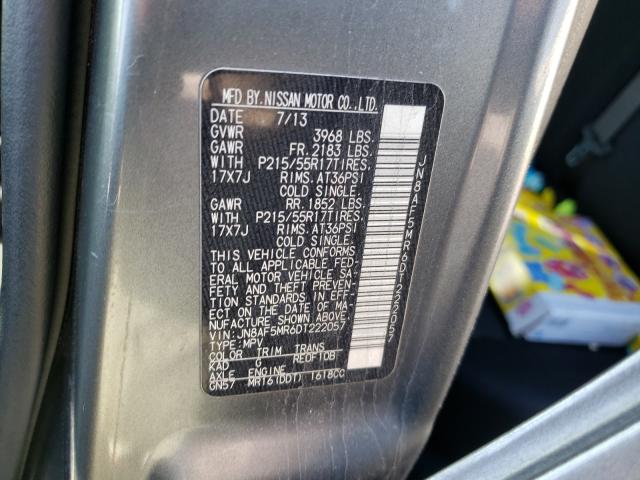 MFD BY.NISSAN MOTOR CO.,LTD.
DATE 7/13
GVWR 3968 LBS.
GAWR FR.2183 LBS.
WITH P215/55R17TIRES.
17X7J RIMS.AT36PSI
COLD SINGLE.
GAWR RR.1852 LBS.
WITH P215/55R17TIRES.
17X7J RIMS.AT36PSI
COLD SINGLE.
THIS VEHICLE CONFORMS
TO ALL APPLICABLE FED-
ERAL MOTOR VEHICLE SA-
FETY AND THEFT PREVEN-
TION STANDARDS IN EFF-
ECT ON THE DATE OF MA-
NUFACTURE SHOWN ABOVE.
VIN:JN8AF5MR6DT222057
TYPE:MPV
COLOR TRIM TRANS
KAD G RE0F10B
AXLE ENGINE
GN57 MR16(DDT) 1618CC
JN8AF5MR6DT222057